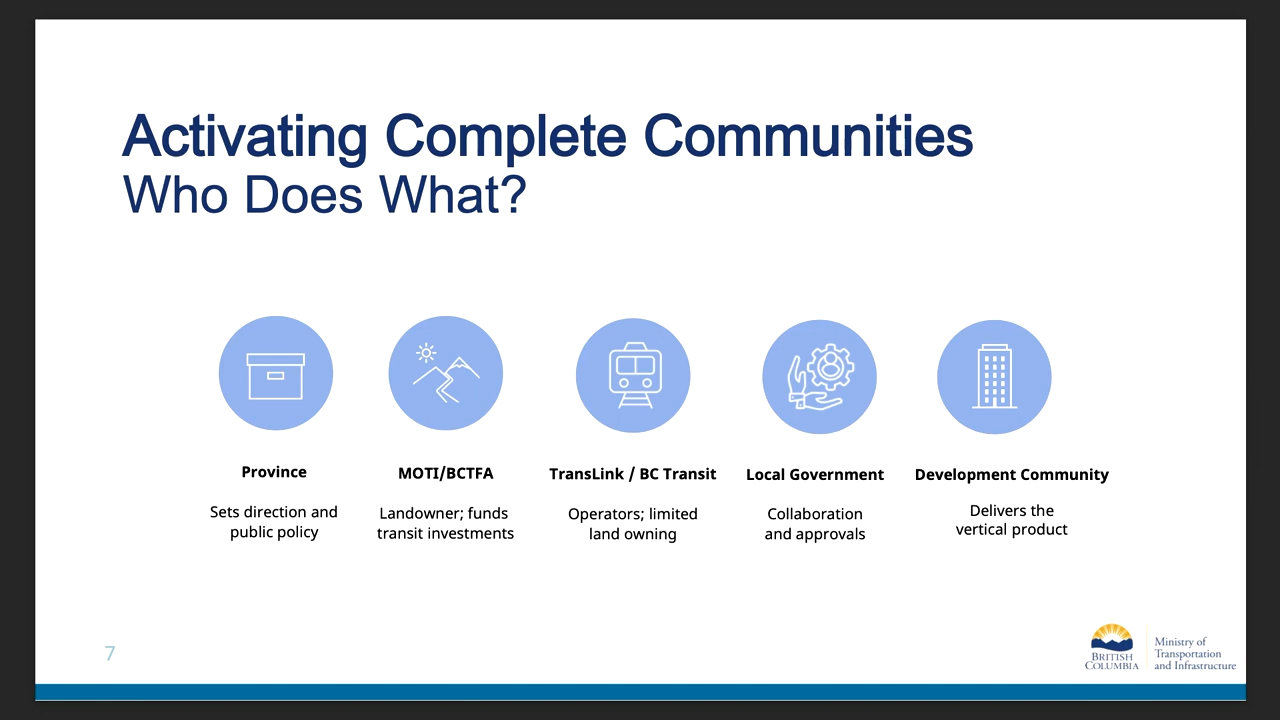 Activating Complete Communities
Who Does What?
Province
Sets direction and
public policy
MOTI/BCTFA
Landowner; funds
transit investments
TransLink / BC Transit
Operators; limited
land owning
Local Government
Collaboration
and approvals
Development Community
Delivers the
vertical product
7
BRITISH
COLUMBIA
Ministry of
Transportation
and Infrastructure